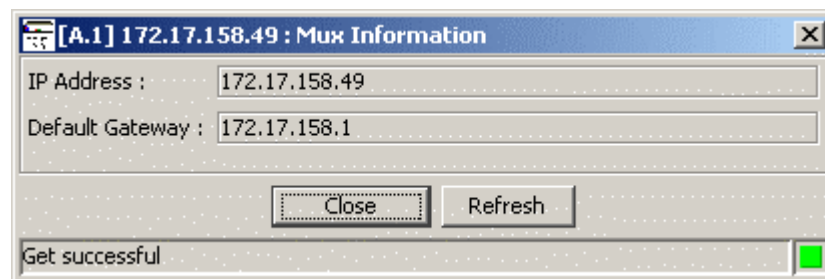 [A.1] 172.17.158.49 : Mux Information
IP Address : 172.17.158.49
Default Gateway : 172.17.158.1
Close Refresh
Get successful